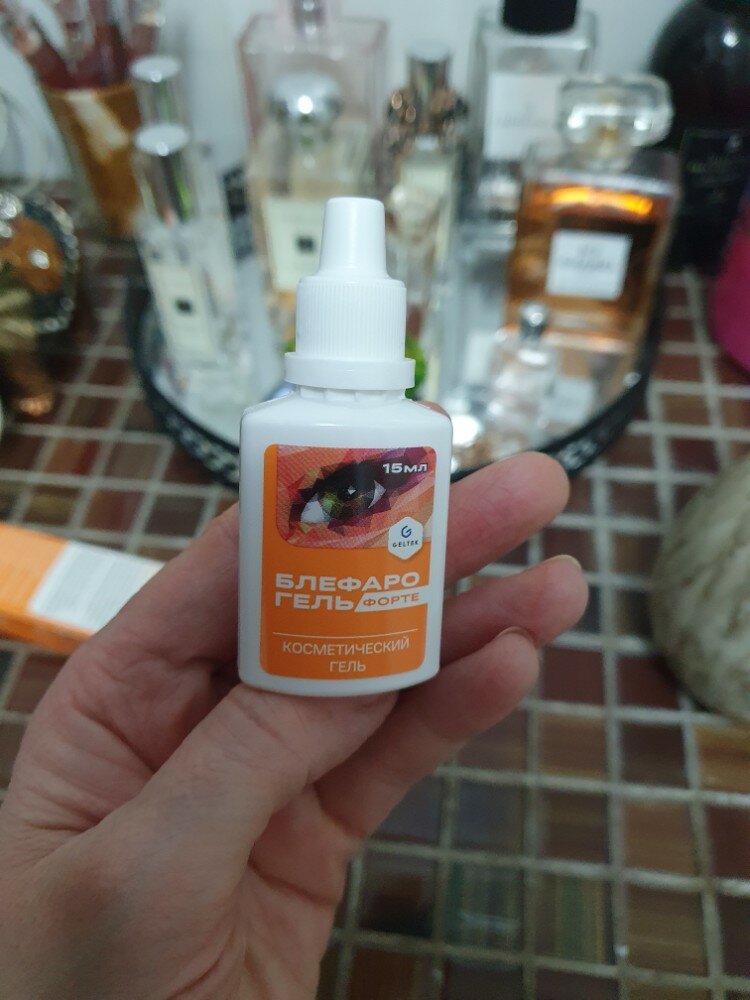 15мл
GELTEK
БЛЕФАРО
ГЕЛЬ ФОРТЕ
КОСМЕТИЧЕСКИЙ
ГЕЛЬ